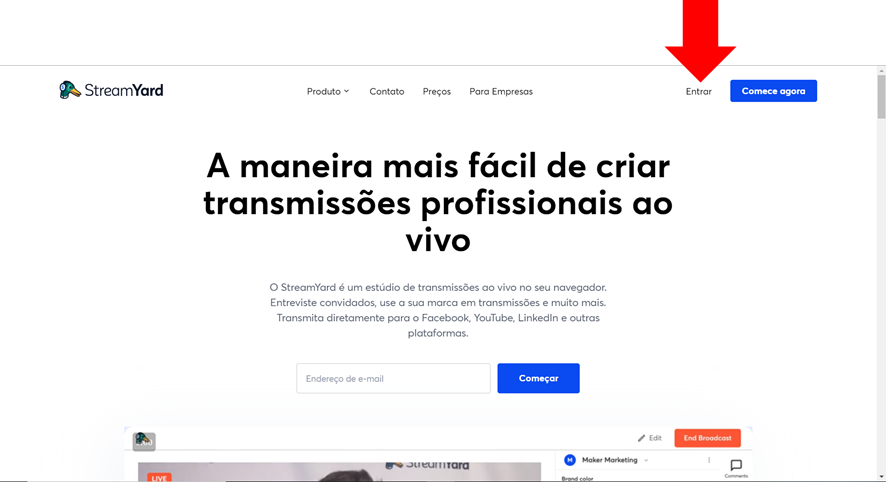 StreamYard
Produto
Contato
Preços
Para Empresas
Entrar
Comece agora
A maneira mais fácil de criar
transmissões profissionais ao
vivo
O StreamYard é um estúdio de transmissões ao vivo no seu navegador.
Entreviste convidados, use a sua marca em transmissões e muito mais.
Transmita diretamente para o Facebook, YouTube, LinkedIn e outras
plataformas.
Endereço de e-mail
Começar
Edit
End Broadcast
StreamYard
Maker Marketing
Comments
LIVE
Brand color